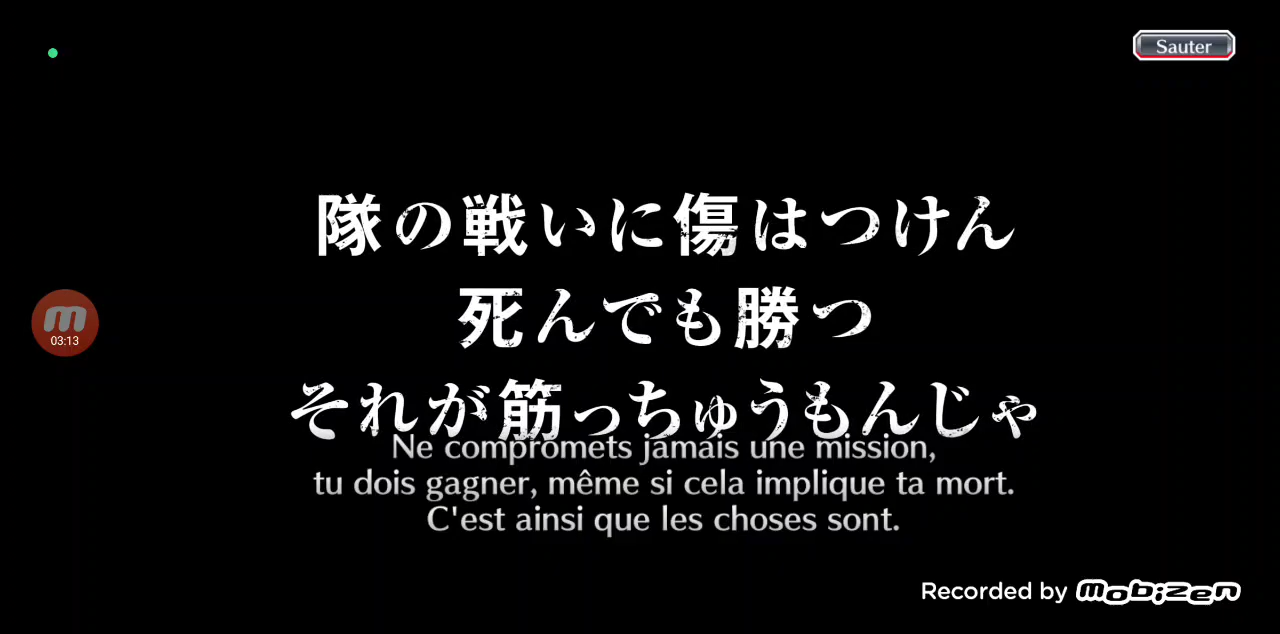 Sauter
隊の戦いに傷はつけん
死んでも勝つ
03:13
それが筋っちゅうもんじゃ
Ne compromets jamais une mission,
tu dois gagner, même si cela implique ta mort.
C'est ainsi que les choses sont.
Recorded by mobizen